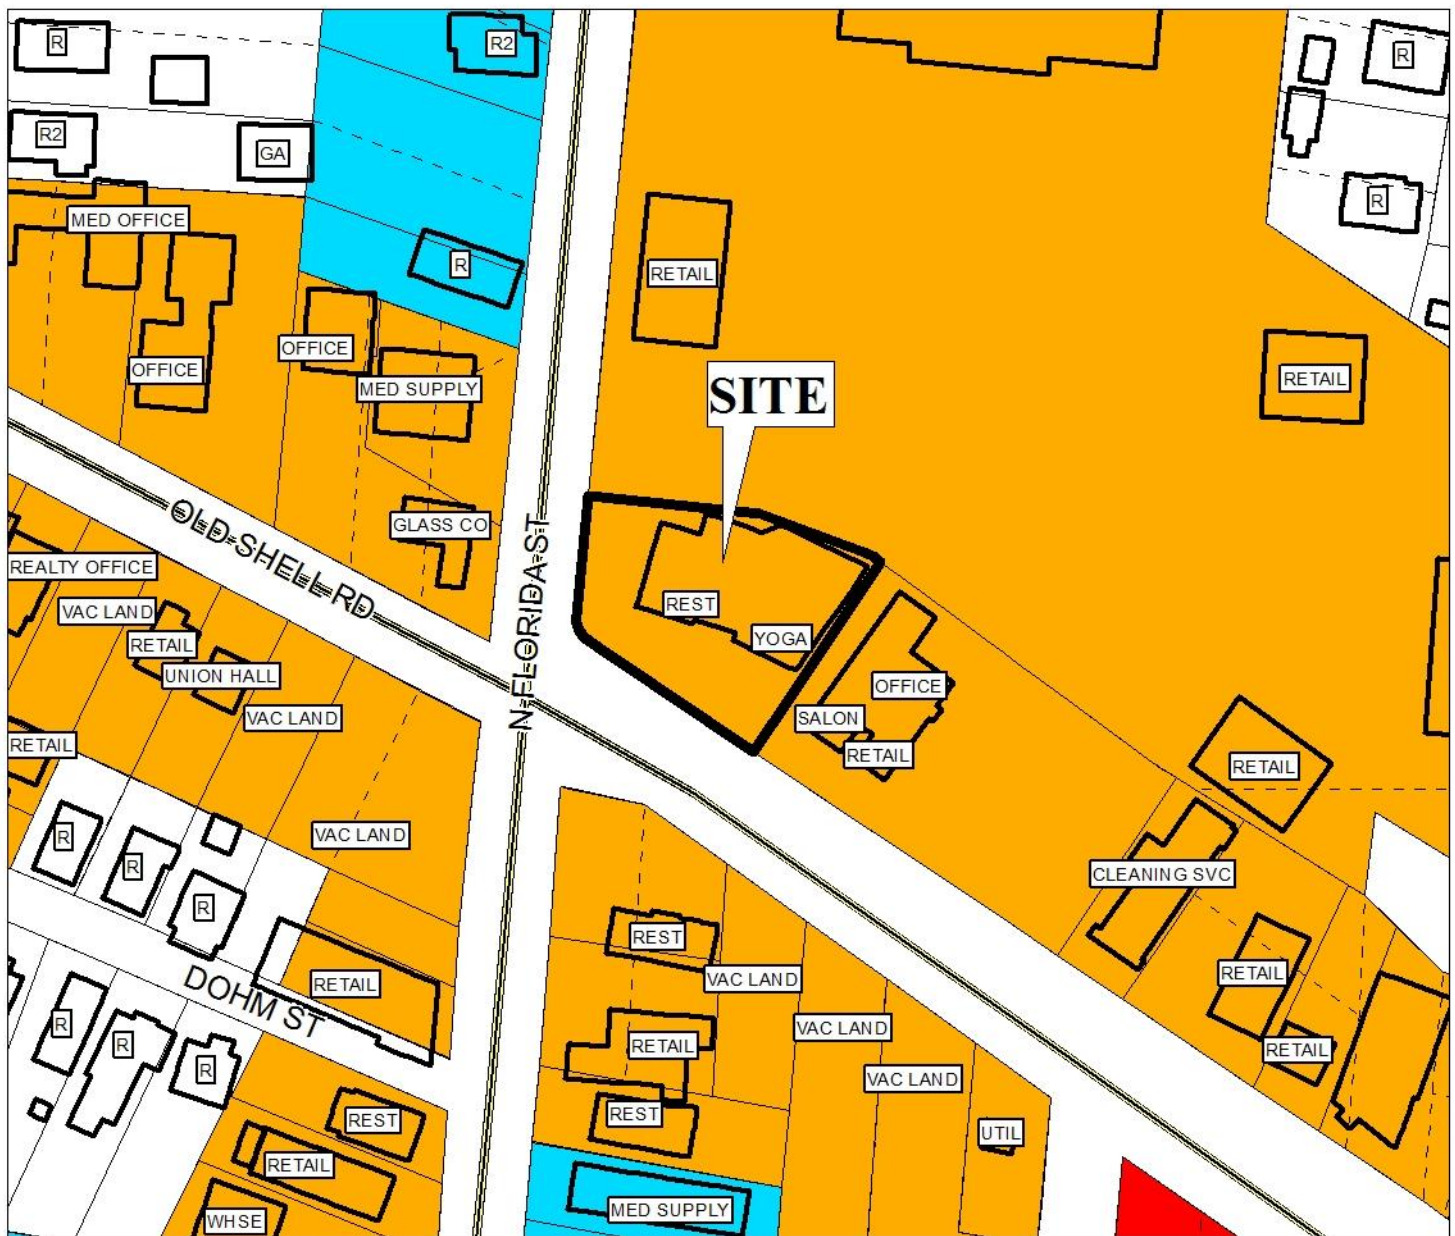 R
R2
R
R2
GA
R
MED OFFICE
R
RETAIL
OFFICE
OFFICE
MED SUPPLY
RETAIL
SITE
OLD SHELL RD
GLASS CO
N FLORIDA ST
REALTY OFFICE
VAC LAND
REST
RETAIL
YOGA
UNION HALL
OFFICE
VAC LAND
SALON
RETAIL
RETAIL
RETAIL
VAC LAND
R
R
CLEANING SVC
R
REST
VAC LAND
RETAIL
RETAIL
DOHM ST
VAC LAND
R
R
RETAIL
RETAIL
R
VAC LAND
REST
REST
UTIL
RETAIL
MED SUPPLY
WHSE